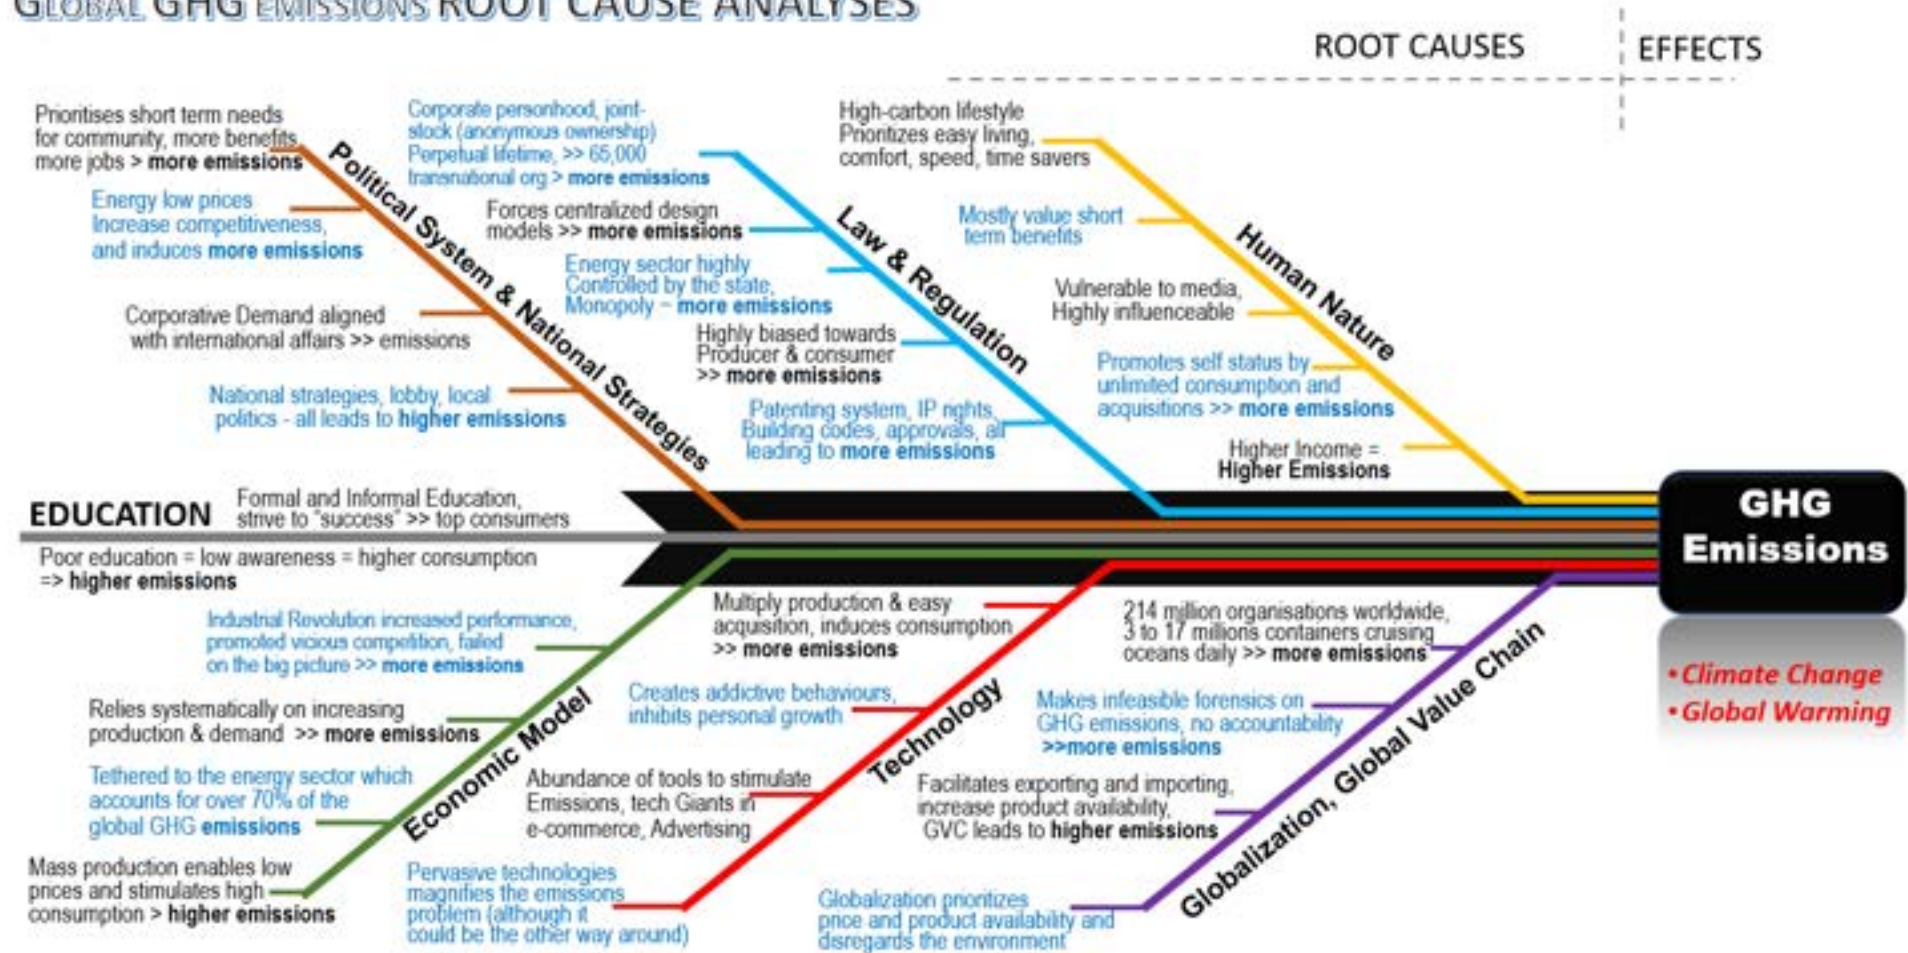 GLOBAL GHG EMISSIONS ROOT CAUSE ANALYSES
ROOT CAUSES
EFFECTS
Prioritises short term needs
for community, more benefits,
more jobs > more emissions
Energy low prices
Increase competitiveness,
and induces more emissions
Corporative Demand aligned
with international affairs >> emissions
National strategies, lobby, local
politics - all leads to higher emissions
Political System & National Strategies
Corporate personhood, joint-
stock (anonymous ownership)
Perpetual lifetime, >> 65,000
transnational org > more emissions
Forces centralized design
models >> more emissions
Energy sector highly
Controlled by the state,
Monopoly – more emissions
Highly biased towards
Producer & consumer
>> more emissions
Patenting system, IP rights,
Building codes, approvals, all
leading to more emissions
Law & Regulation
High-carbon lifestyle
Prioritizes easy living,
comfort, speed, time savers
Mostly value short
term benefits
Vulnerable to media,
Highly influenceable
Promotes self status by
unlimited consumption and
acquisitions >> more emissions
Higher Income =
Higher Emissions
Human Nature
EDUCATION
Formal and Informal Education,
strive to "success" >> top consumers
Poor education = low awareness = higher consumption
=> higher emissions
GHG
Emissions
• Climate Change
• Global Warming
Industrial Revolution increased performance,
promoted vicious competition, failed
on the big picture >> more emissions
Relies systematically on increasing
production & demand >> more emissions
Tethered to the energy sector which
accounts for over 70% of the
global GHG emissions
Mass production enables low
prices and stimulates high
consumption > higher emissions
Economic Model
Multiply production & easy
acquisition, induces consumption
>> more emissions
Creates addictive behaviours,
inhibits personal growth
Abundance of tools to stimulate
Emissions, tech Giants in
e-commerce, Advertising
Pervasive technologies
magnifies the emissions
problem (although it
could be the other way around)
Technology
214 million organisations worldwide,
3 to 17 millions containers cruising
oceans daily >> more emissions
Makes infeasible forensics on
GHG emissions, no accountability
>>more emissions
Facilitates exporting and importing,
increase product availability,
GVC leads to higher emissions
Globalization prioritizes
price and product availability and
disregards the environment
Globalization, Global Value Chain